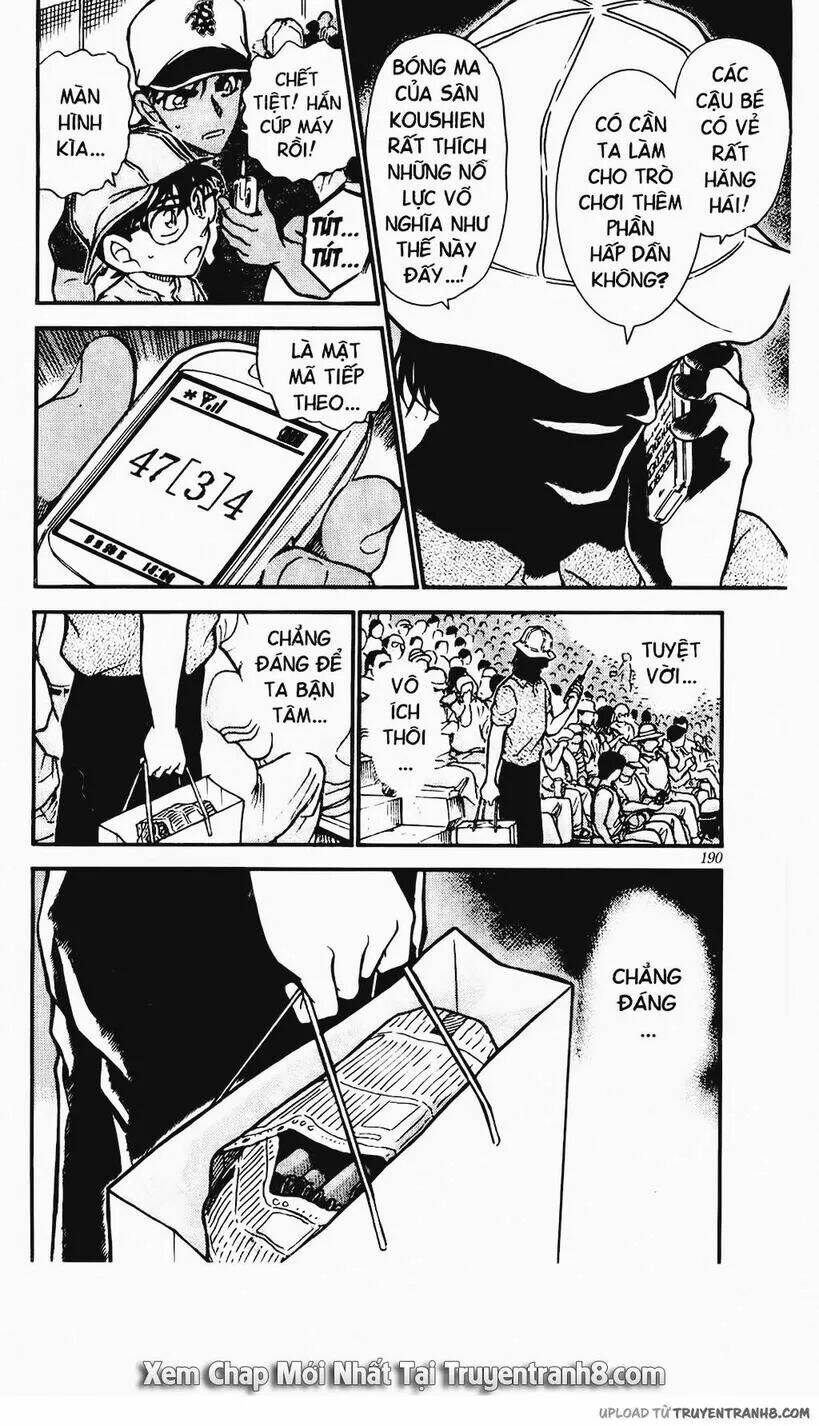 CÁC
CẬU BÉ
CÓ VẺ
RẤT
HĂNG
HÁI!
CÓ CẦN
TA LÀM
CHO TRÒ
CHƠI THÊM
PHẦN
HẤP DẪN
KHÔNG?
BÓNG MA
CỦA SÂN
KOUSHIEN
RẤT THÍCH
NHỮNG NỖ
LỰC VÔ
NGHĨA NHƯ
THẾ NÀY
ĐẤY...!
CHẾT
TIỆT! HẮN
CÚP MÁY
RỒI!
TÚT...
TÚT...
MÀN
HÌNH
KÌA...
LÀ MẬT
MÃ TIẾP
THEO...
47[3]4
TUYỆT
VỜI...
VÔ
ÍCH
THÔI
...
CHẲNG
ĐÁNG ĐỂ
TA BẬN
TÂM...
190
CHẲNG
ĐÁNG
...
Xem Chap Mới Nhất Tại Truyentranh8.com
UPLOAD TỪ TRUYENTRANH8.COM